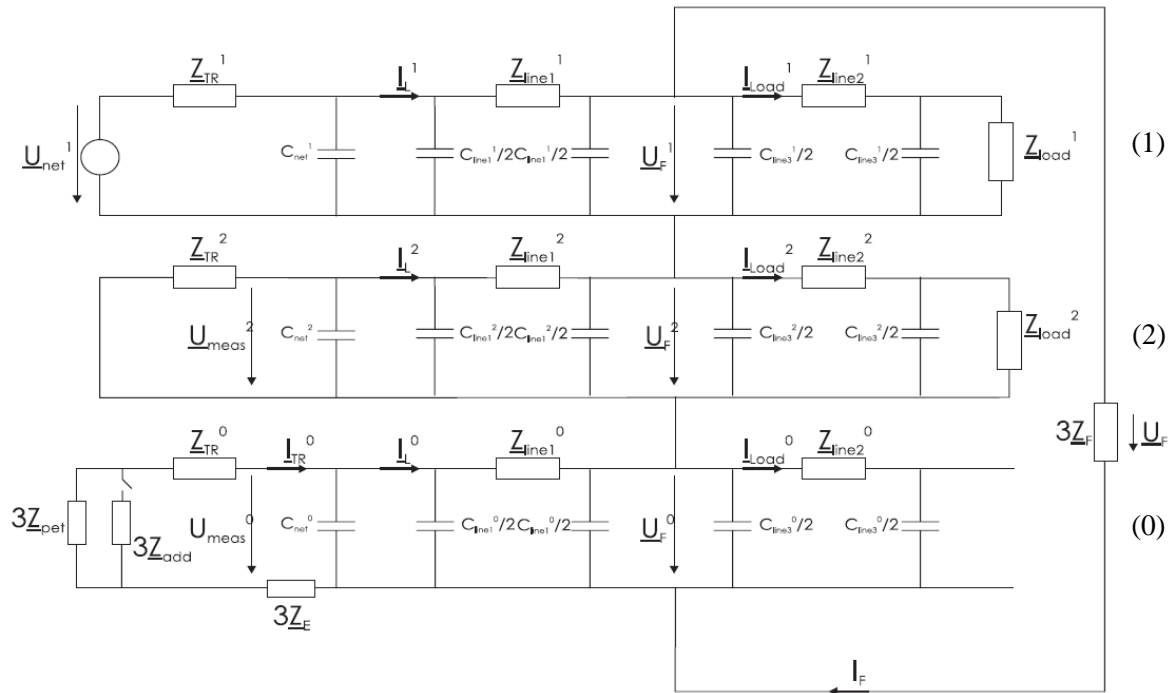 Z_TR^1 I_L^1 Z_line1^1 I_Load^1 Z_line2^1
U_net^1 C_net^1 C_line1^1/2 C_line1^1/2 U_F^1 C_line3^1/2 C_line3^1/2 Z_load^1 (1)
Z_TR^2 I_L^2 Z_line1^2 I_Load^2 Z_line2^2
U_meas^2 C_net^2 C_line1^2/2 C_line1^2/2 U_F^2 C_line3^2/2 C_line3^2/2 Z_load^2 (2)
Z_TR^0 I_TR^0 I_L^0 Z_line1^0 I_Load^0 Z_line2^0 3Z_F U_F
3Z_pet 3Z_add U_meas^0 C_net^0 C_line1^0/2 C_line1^0/2 U_F^0 C_line3^0/2 C_line3^0/2 (0)
3Z_E
I_F